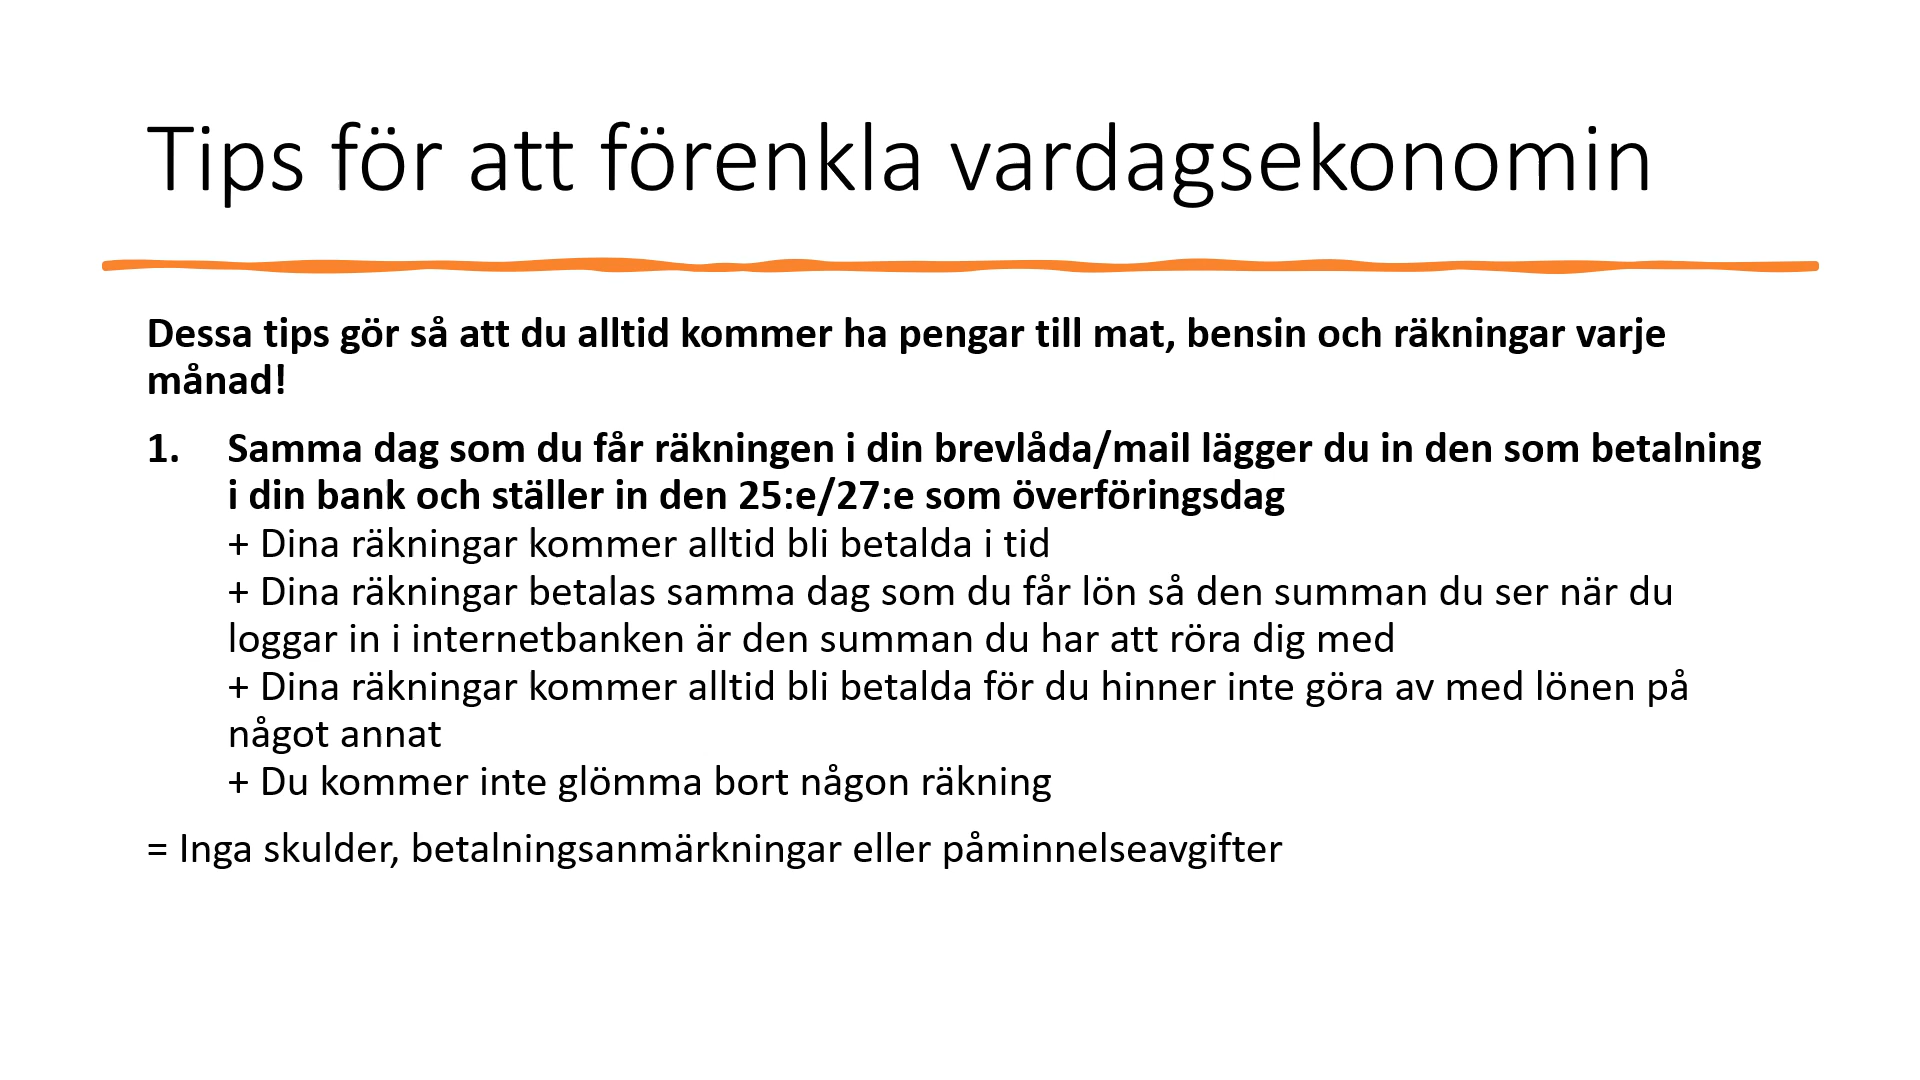 Tips för att förenkla vardagsekonomin
Dessa tips gör så att du alltid kommer ha pengar till mat, bensin och räkningar varje
månad!
1. Samma dag som du får räkningen i din brevlåda/mail lägger du in den som betalning
i din bank och ställer in den 25:e/27:e som överföringsdag
+ Dina räkningar kommer alltid bli betalda i tid
+ Dina räkningar betalas samma dag som du får lön så den summan du ser när du
loggar in i internetbanken är den summan du har att röra dig med
+ Dina räkningar kommer alltid bli betalda för du hinner inte göra av med lönen på
något annat
+ Du kommer inte glömma bort någon räkning
= Inga skulder, betalningsanmärkningar eller påminnelseavgifter